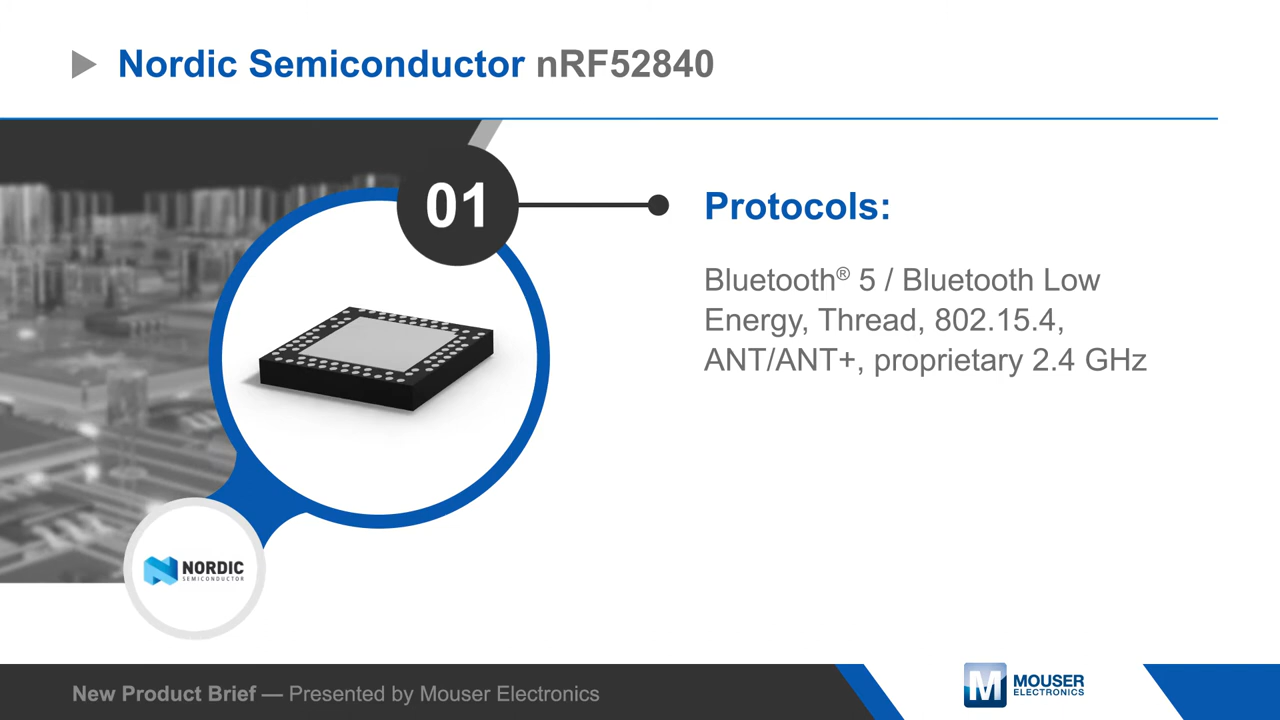 Nordic Semiconductor nRF52840
01
Protocols:
Bluetooth® 5 / Bluetooth Low
Energy, Thread, 802.15.4,
ANT/ANT+, proprietary 2.4 GHz
NORDIC
SEMICONDUCTOR
New Product Brief — Presented by Mouser Electronics
M
MOUSER
ELECTRONICS